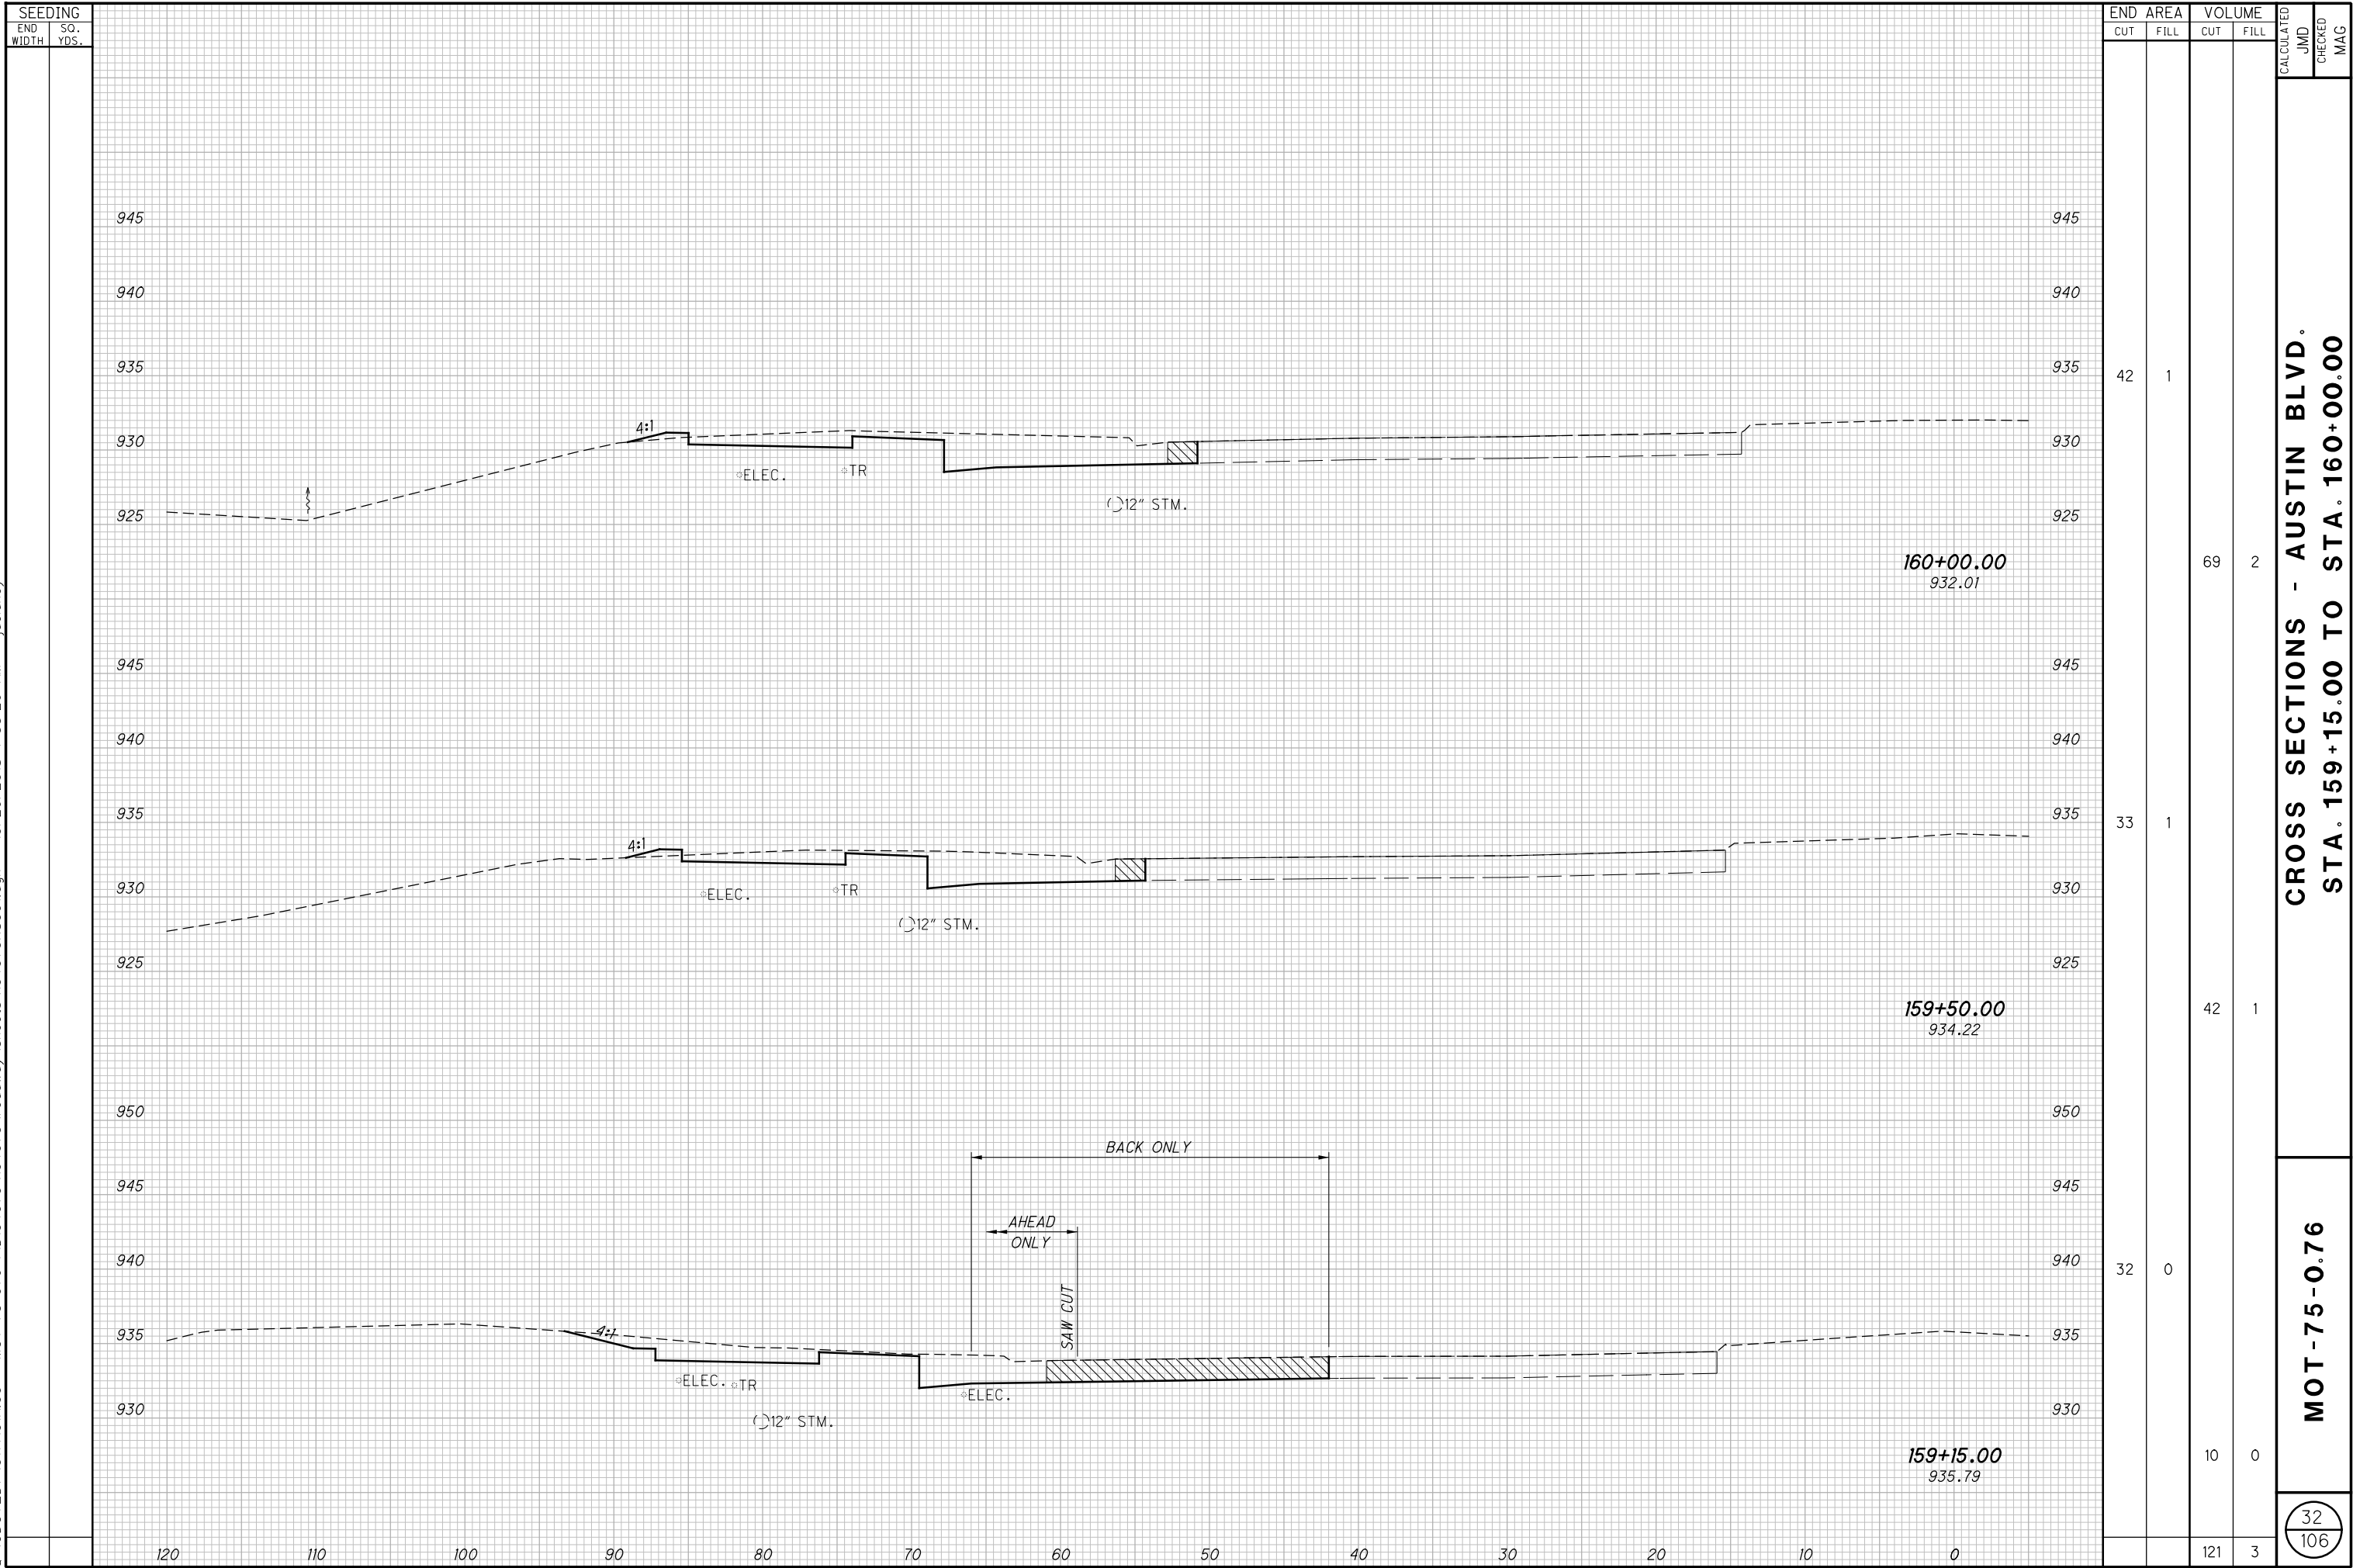 SEEDING
END WIDTH
SQ. YDS.
END AREA
VOLUME
CUT
FILL
CUT
FILL
CALCULATED
JMD
CHECKED
MAG
945
945
940
940
935
935
42
1
4:1
930
930
ELEC.
TR
12" STM.
925
925
160+00.00
932.01
69
2
945
945
940
940
935
935
33
1
4:1
930
930
ELEC.
TR
12" STM.
925
925
159+50.00
934.22
42
1
950
950
BACK ONLY
945
945
AHEAD
ONLY
940
940
32
0
SAW CUT
935
935
4:1
ELEC.
TR
ELEC.
930
930
12" STM.
159+15.00
935.79
10
0
120 110 100 90 80 70 60 50 40 30 20 10 0
121
3
CROSS SECTIONS - AUSTIN BLVD.
STA. 159+15.00 TO STA. 160+00.00
MOT-75-0.76
32
106